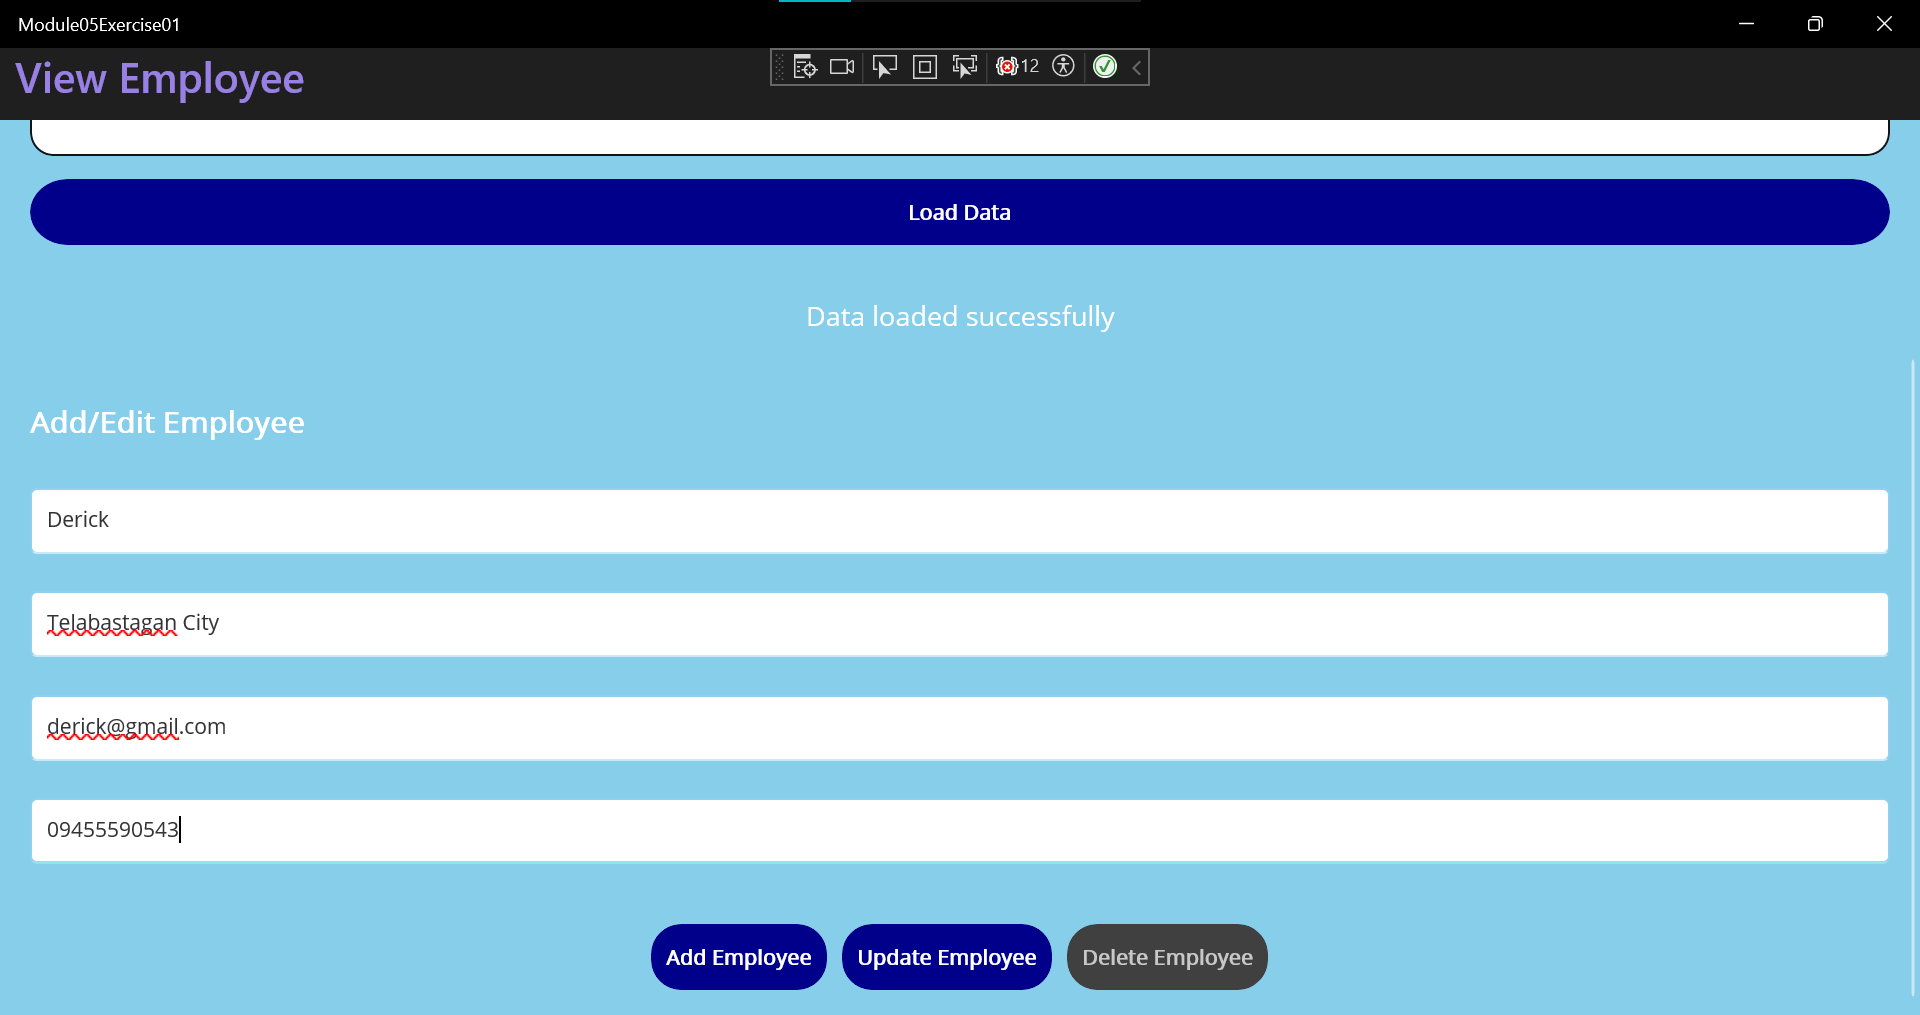 Module05Exercise01
View Employee
12
Load Data
Data loaded successfully
Add/Edit Employee
Derick
Telabastagan City
derick@gmail.com
09455590543
Add Employee
Update Employee
Delete Employee